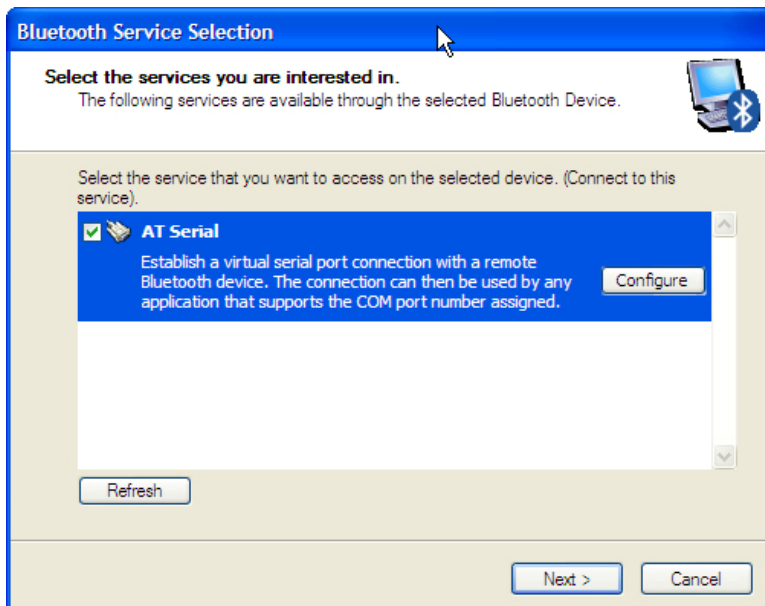 Bluetooth Service Selection
Select the services you are interested in.
The following services are available through the selected Bluetooth Device.
Select the service that you want to access on the selected device. (Connect to this
service).
AT Serial
Establish a virtual serial port connection with a remote
Bluetooth device. The connection can then be used by any
application that supports the COM port number assigned.
Configure
Refresh
Next >
Cancel